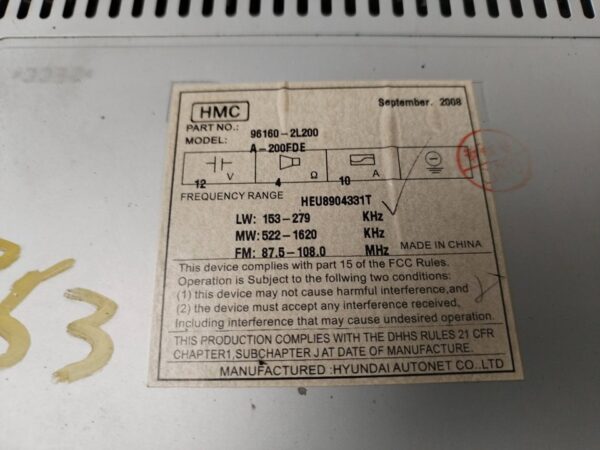 HMC
September. 2008
PART NO.: 96160-2L200
MODEL: A-200FDE
12 V 4 Ω 10 A
FREQUENCY RANGE HEU8904331T
LW: 153-279 KHz
MW: 522-1620 KHz
FM: 87.5-108.0 MHz MADE IN CHINA
This device complies with part 15 of the FCC Rules.
Operation is Subject to the follwing two conditions:
(1) this device may not cause harmful interference,and
(2) the device must accept any interference received,
Including interference that may cause undesired operation.
THIS PRODUCTION COMPLIES WITH THE DHHS RULES 21 CFR
CHAPTER1,SUBCHAPTER J AT DATE OF MANUFACTURE.
MANUFACTURED :HYUNDAI AUTONET CO.,LTD
53